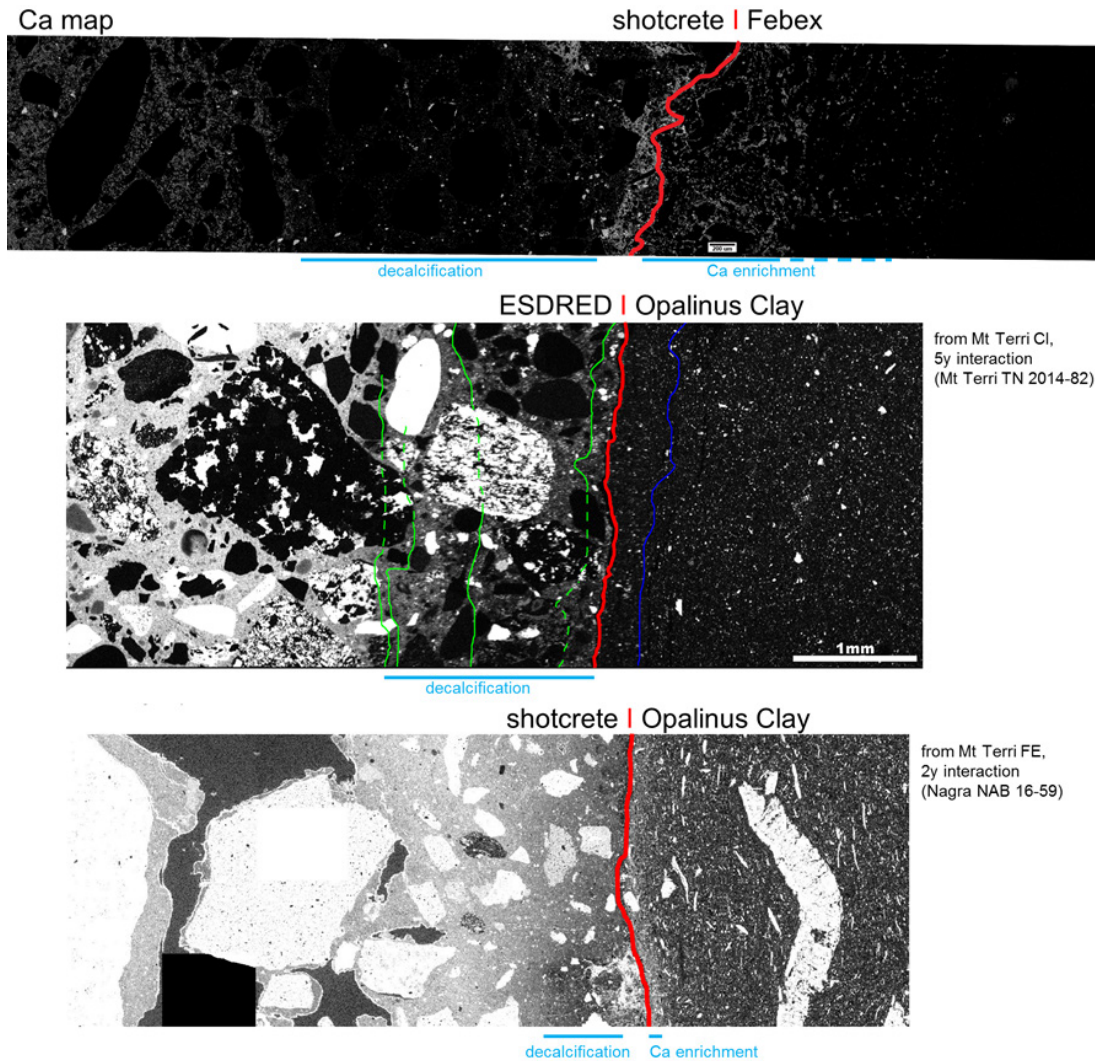 Ca map
shotcrete | Febex
200 um
decalcification
Ca enrichment
ESDRED | Opalinus Clay
from Mt Terri CI,
5y interaction
(Mt Terri TN 2014-82)
1mm
decalcification
shotcrete | Opalinus Clay
from Mt Terri FE,
2y interaction
(Nagra NAB 16-59)
decalcification
Ca enrichment